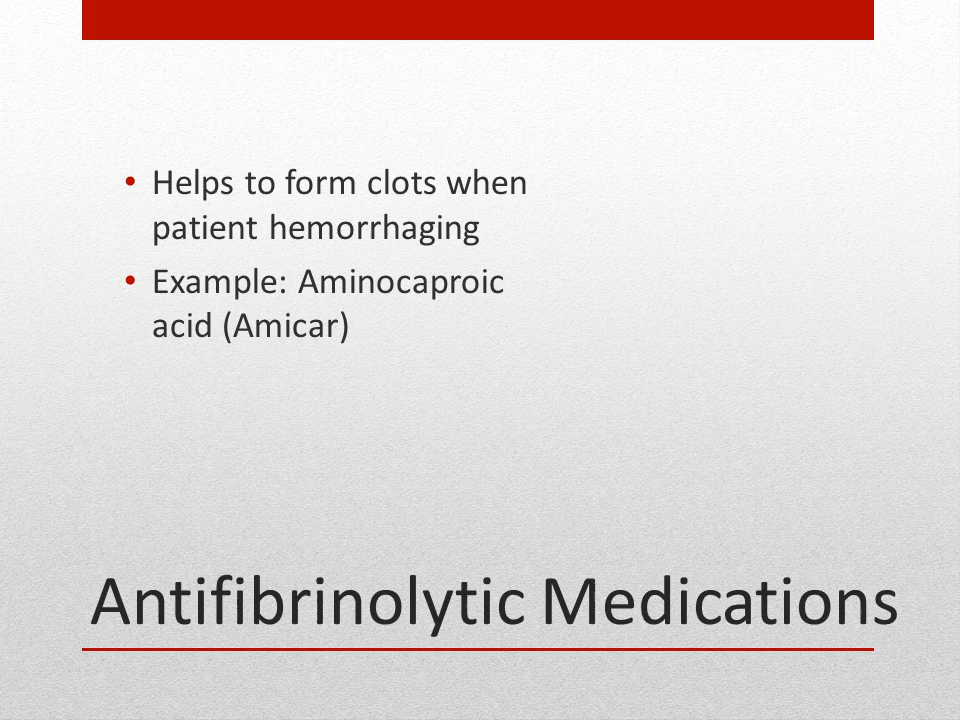 • Helps to form clots when
patient hemorrhaging
• Example: Aminocaproic
acid (Amicar)
Antifibrinolytic Medications